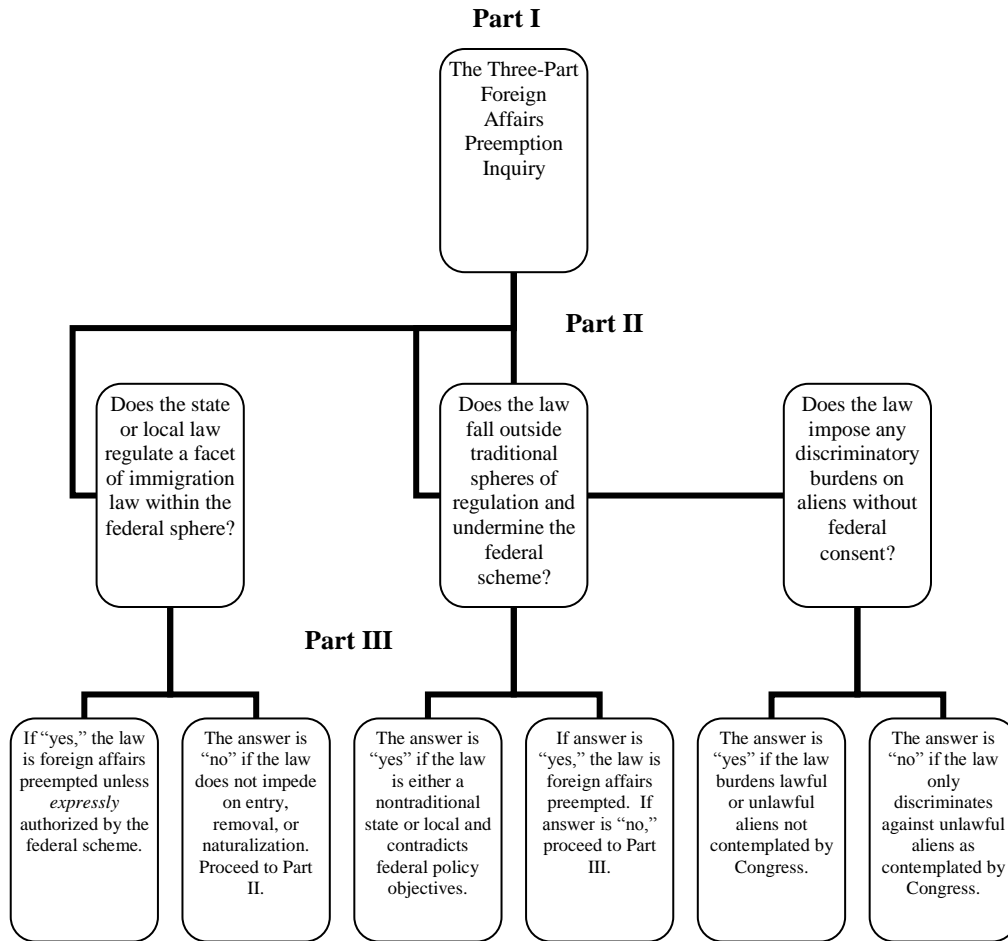 Part I
The Three-Part
Foreign
Affairs
Preemption
Inquiry
Part II
Does the state
or local law
regulate a facet
of immigration
law within the
federal sphere?
Does the law
fall outside
traditional
spheres of
regulation and
undermine the
federal
scheme?
Does the law
impose any
discriminatory
burdens on
aliens without
federal
consent?
Part III
If “yes,” the law
is foreign affairs
preempted unless
expressly
authorized by the
federal scheme.
The answer is
“no” if the law
does not impede
on entry,
removal, or
naturalization.
Proceed to Part
II.
The answer is
“yes” if the law
is either a
nontraditional
state or local and
contradicts
federal policy
objectives.
If answer is
“yes,” the law is
foreign affairs
preempted.  If
answer is “no,”
proceed to Part
III.
The answer is
“yes” if the law
burdens lawful
or unlawful
aliens not
contemplated by
Congress.
The answer is
“no” if the law
only
discriminates
against unlawful
aliens as
contemplated by
Congress.